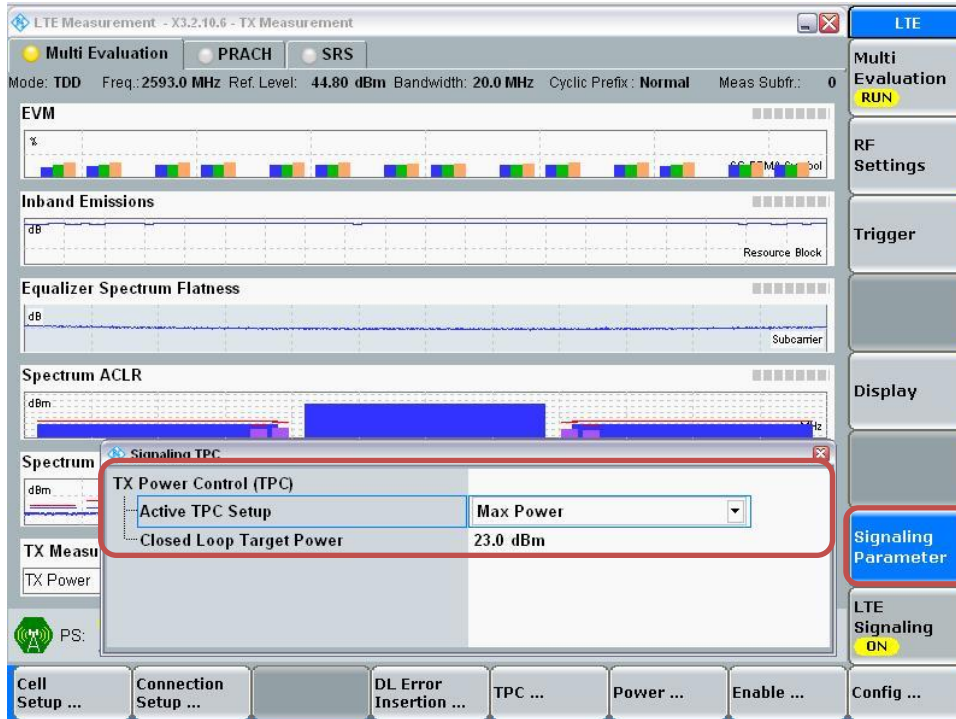 LTE Measurement - X3.2.10.6 - TX Measurement
LTE
Multi Evaluation
PRACH
SRS
Multi
Evaluation
RUN
Mode: TDD Freq.: 2593.0 MHz Ref. Level: 44.80 dBm Bandwidth: 20.0 MHz Cyclic Prefix : Normal Meas Subfr.: 0
EVM
%
RF
Settings
Inband Emissions
dB
Resource Block
Trigger
Equalizer Spectrum Flatness
dB
Subcarrier
Spectrum ACLR
dBm
Display
Spectrum
dBm
Signaling TPC
TX Power Control (TPC)
Active TPC Setup Max Power
Closed Loop Target Power 23.0 dBm
Signaling
Parameter
TX Measu
TX Power
PS:
LTE
Signaling
ON
Cell
Setup ...
Connection
Setup ...
DL Error
Insertion ...
TPC ...
Power ...
Enable ...
Config ...